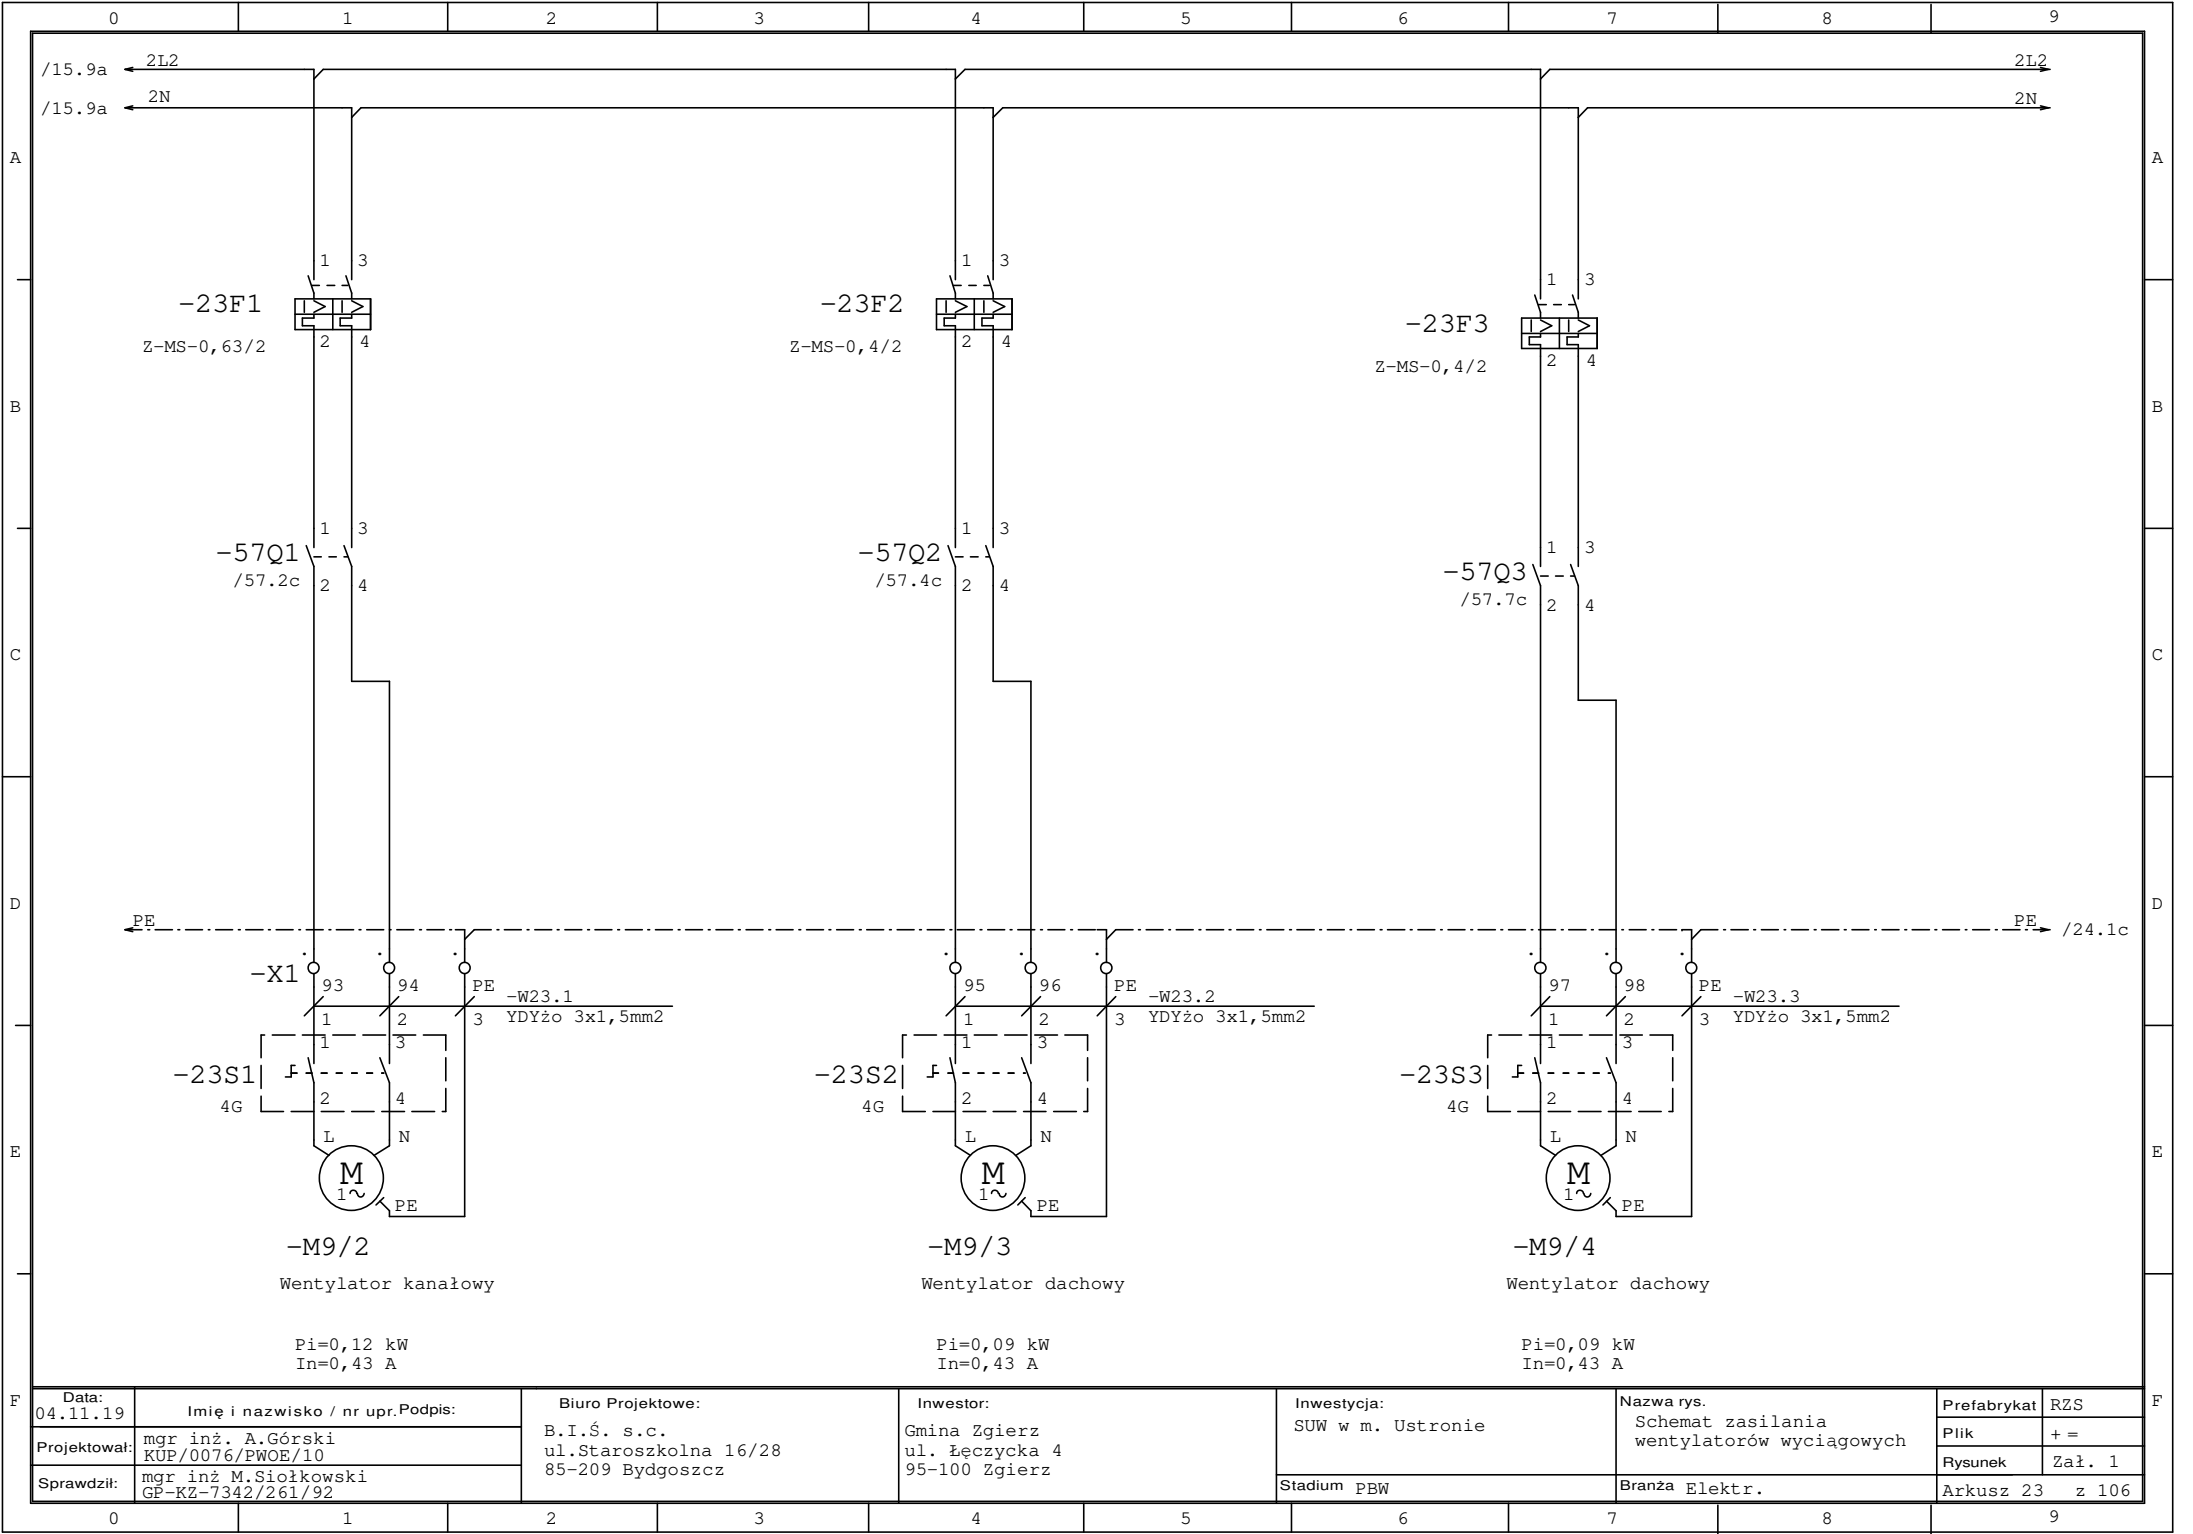 0 1 2 3 4 5 6 7 8 9
/15.9a 2L2 2L2
/15.9a 2N 2N
A A
1 3 1 3 1 3
-23F1 -23F2 -23F3
Z-MS-0,63/2 2 4 Z-MS-0,4/2 2 4 Z-MS-0,4/2 2 4
B B
1 3 1 3 1 3
-57Q1 -57Q2 -57Q3
/57.2c 2 4 /57.4c 2 4 /57.7c 2 4
C C
D D
PE PE /24.1c
-X1 93 94 PE 95 96 PE 97 98 PE
-W23.1 -W23.2 -W23.3
1 2 3 YDYżo 3x1,5mm2 1 2 3 YDYżo 3x1,5mm2 1 2 3 YDYżo 3x1,5mm2
1 3 1 3 1 3
-23S1 -23S2 -23S3
4G 2 4 4G 2 4 4G 2 4
L N L N L N
E E
M M M
1~ 1~ 1~
PE PE PE
-M9/2 -M9/3 -M9/4
Wentylator kanałowy Wentylator dachowy Wentylator dachowy
Pi=0,12 kW Pi=0,09 kW Pi=0,09 kW
In=0,43 A In=0,43 A In=0,43 A
F F
Data:
04.11.19
Imię i nazwisko / nr upr. Podpis:
Projektował:
mgr inż. A.Górski
KUP/0076/PWOE/10
Sprawdził:
mgr inż M.Siołkowski
GP-KZ-7342/261/92
Biuro Projektowe:
B.I.Ś. s.c.
ul.Staroszkolna 16/28
85-209 Bydgoszcz
Inwestor:
Gmina Zgierz
ul. Łęczycka 4
95-100 Zgierz
Inwestycja:
SUW w m. Ustronie
Stadium PBW
Nazwa rys.
Schemat zasilania
wentylatorów wyciągowych
Branża Elektr.
Prefabrykat RZS
Plik + =
Rysunek Zał. 1
Arkusz 23 z 106
0 1 2 3 4 5 6 7 8 9